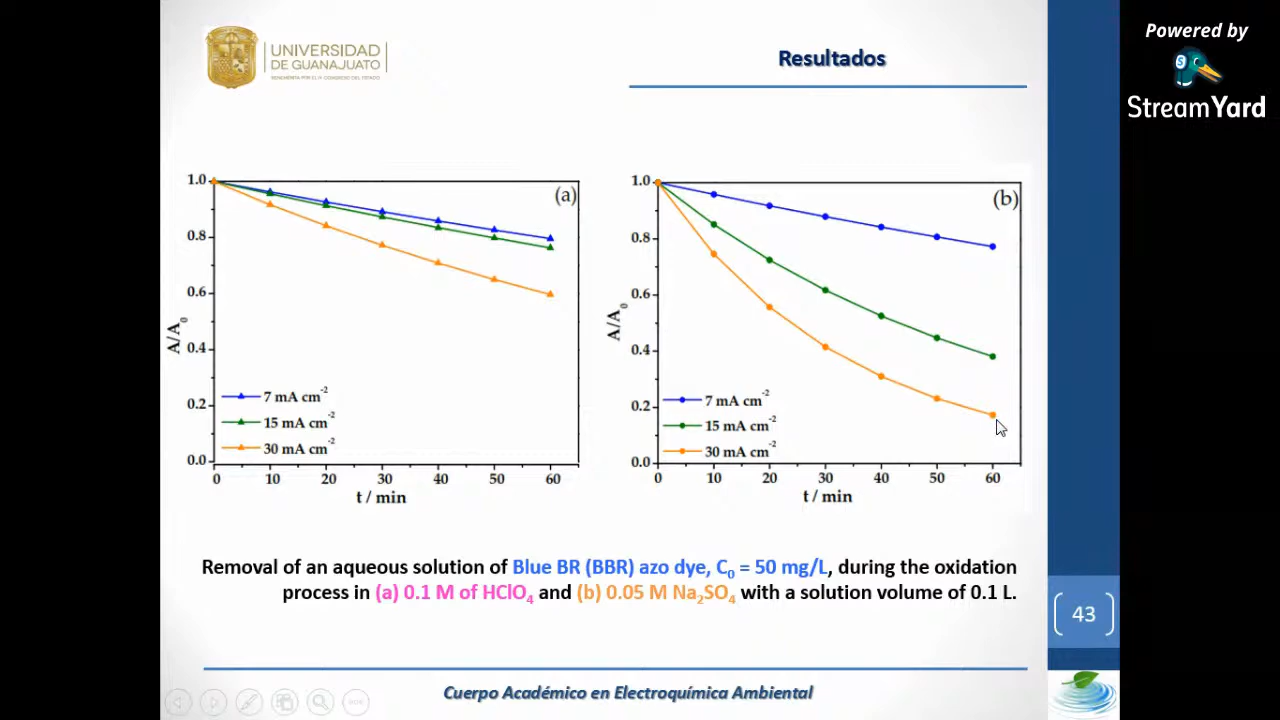 UNIVERSIDAD
DE GUANAJUATO
Resultados
Powered by
StreamYard
(a)
1.0
0.8
0.6
0.4
0.2
0.0
A/A₀
7 mA cm⁻²
15 mA cm⁻²
30 mA cm⁻²
0 10 20 30 40 50 60
t / min
(b)
1.0
0.8
0.6
0.4
0.2
0.0
A/A₀
7 mA cm⁻²
15 mA cm⁻²
30 mA cm⁻²
0 10 20 30 40 50 60
t / min
Removal of an aqueous solution of Blue BR (BBR) azo dye, C₀ = 50 mg/L, during the oxidation
process in (a) 0.1 M of HClO₄ and (b) 0.05 M Na₂SO₄ with a solution volume of 0.1 L.
43
Cuerpo Académico en Electroquímica Ambiental